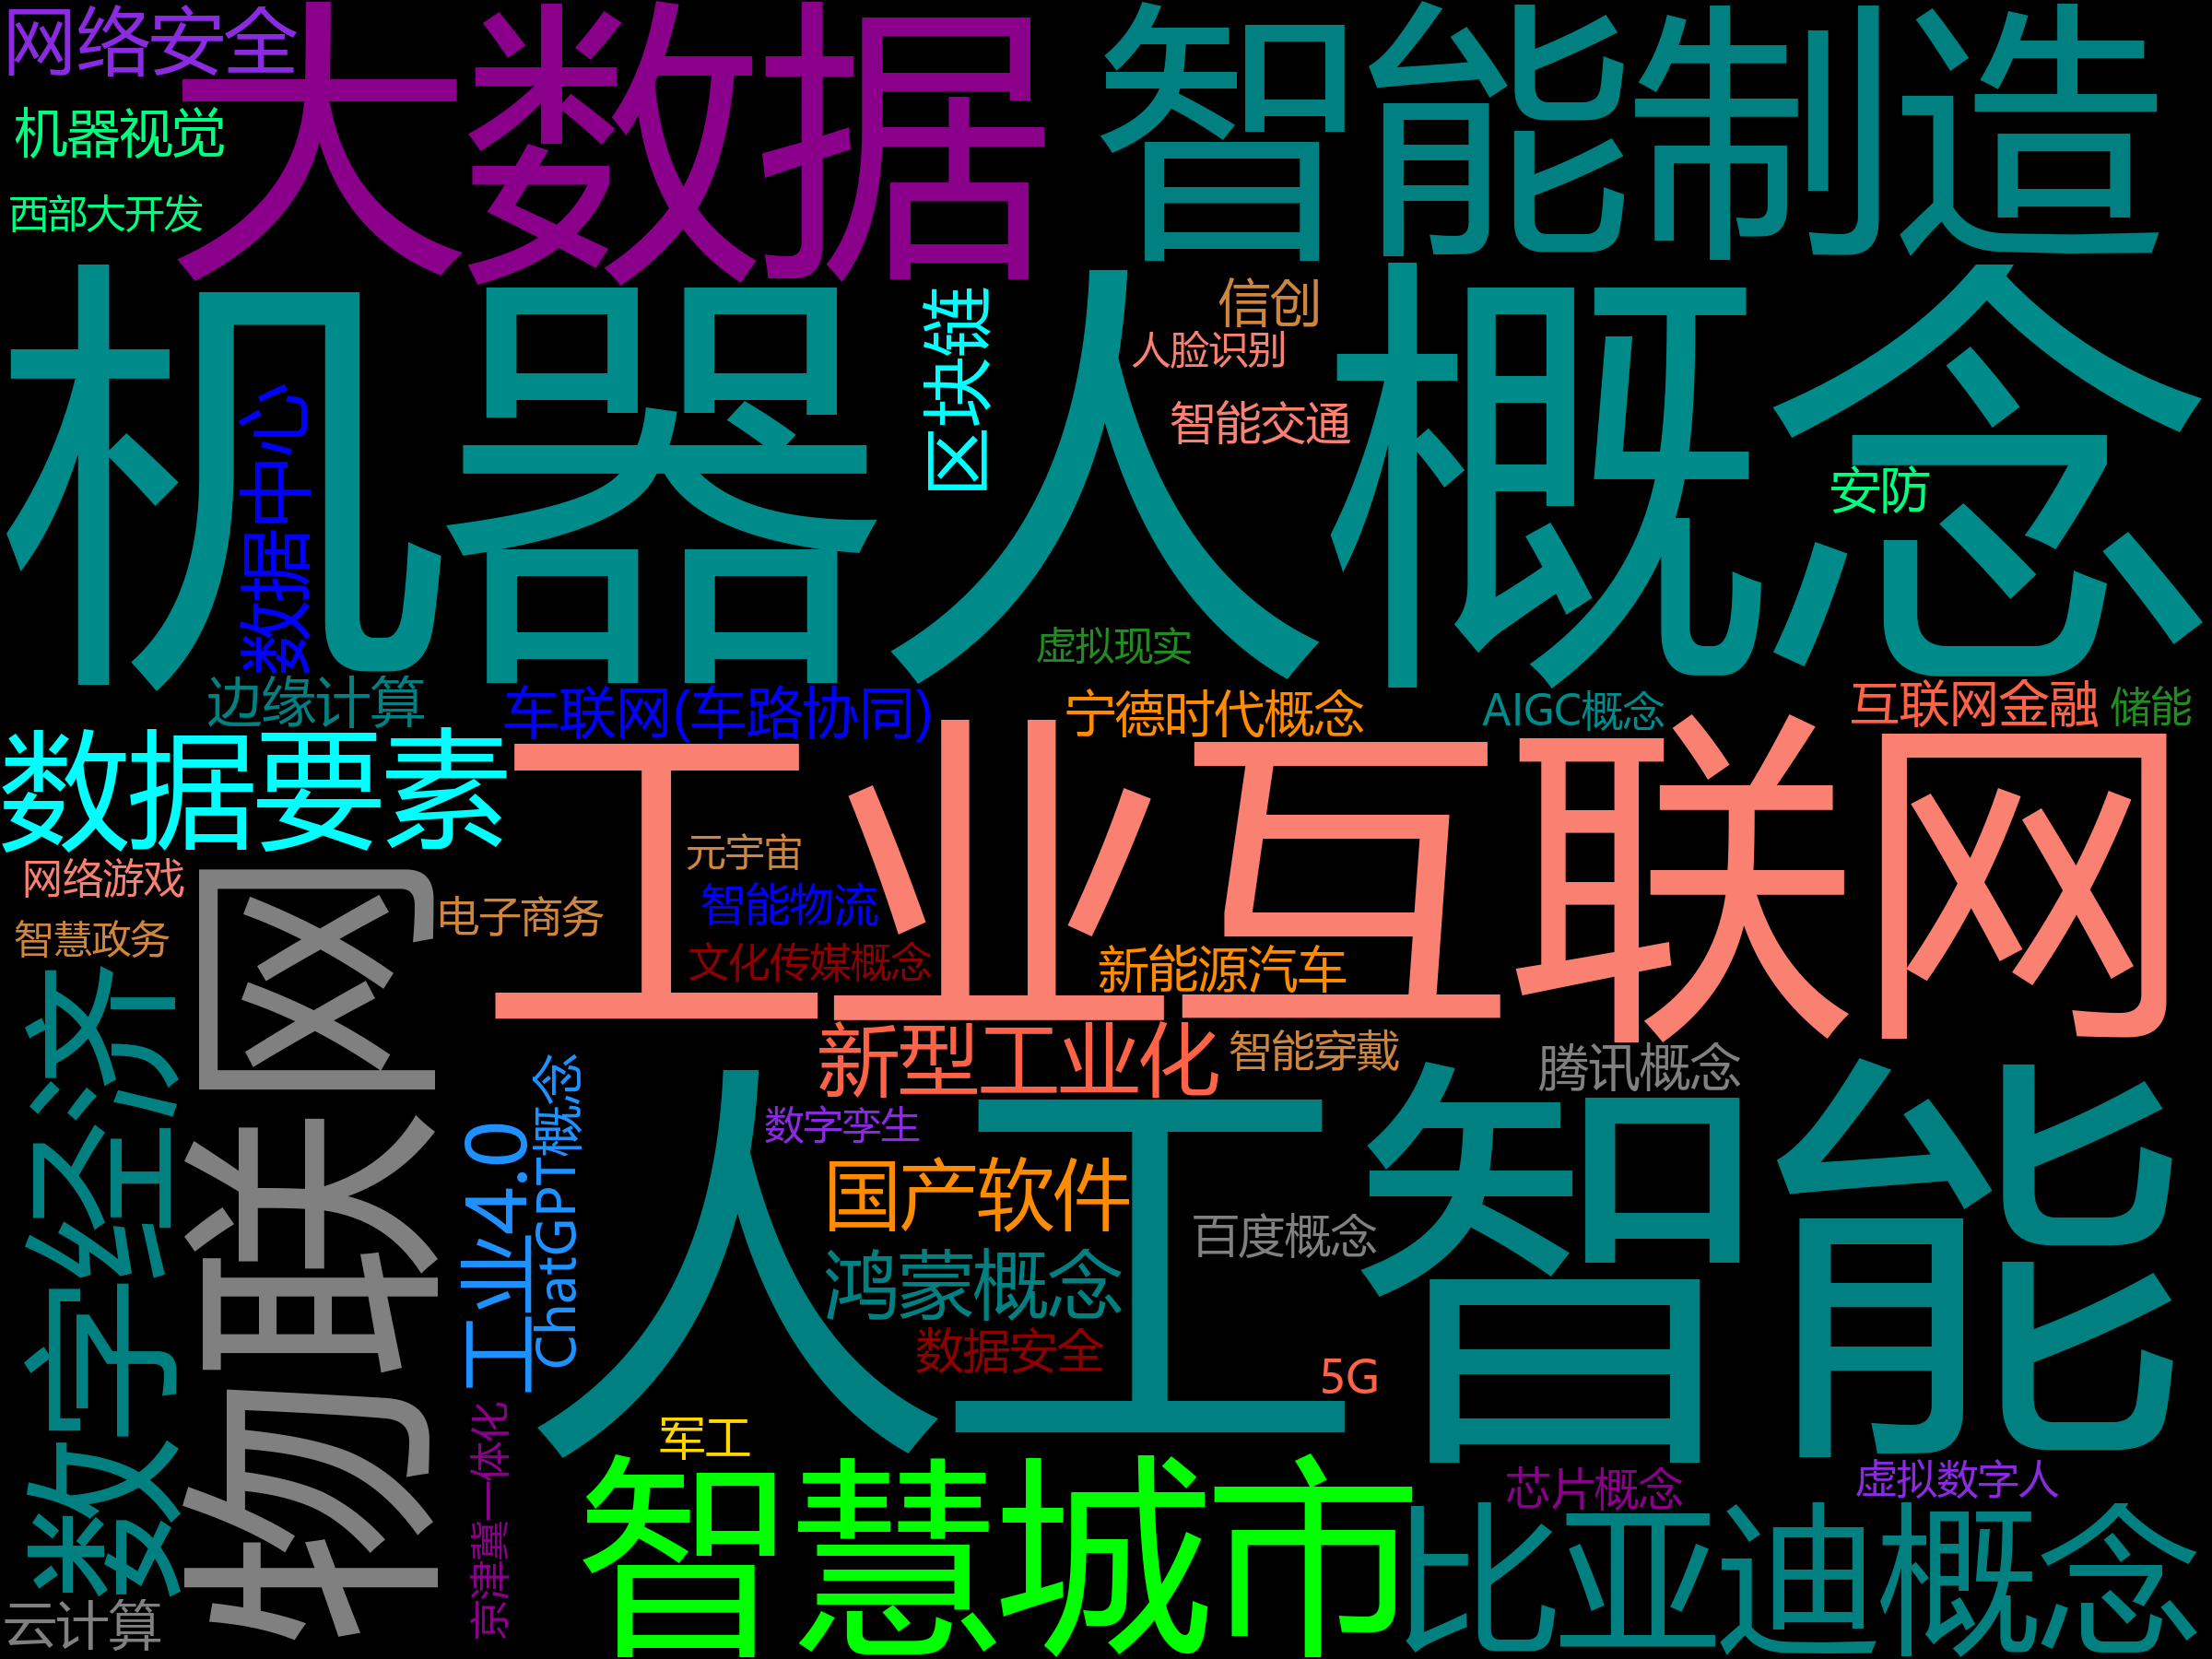 网络安全
大数据
智能制造
机器视觉
西部大开发
机器人概念
数据中心
区块链
信创
人脸识别
智能交通
安防
虚拟现实
边缘计算
车联网(车路协同)
宁德时代概念
AIGC概念
互联网金融
储能
数据要素
工业互联网
网络游戏
元宇宙
智能物流
电子商务
智慧政务
文化传媒概念
新能源汽车
数字经济
物联网
新型工业化
智能穿戴
腾讯概念
工业4.0
ChatGPT概念
数字孪生
人工智能
国产软件
百度概念
鸿蒙概念
数据安全
5G
京津冀一体化
军工
智慧城市
芯片概念
虚拟数字人
比亚迪概念
云计算